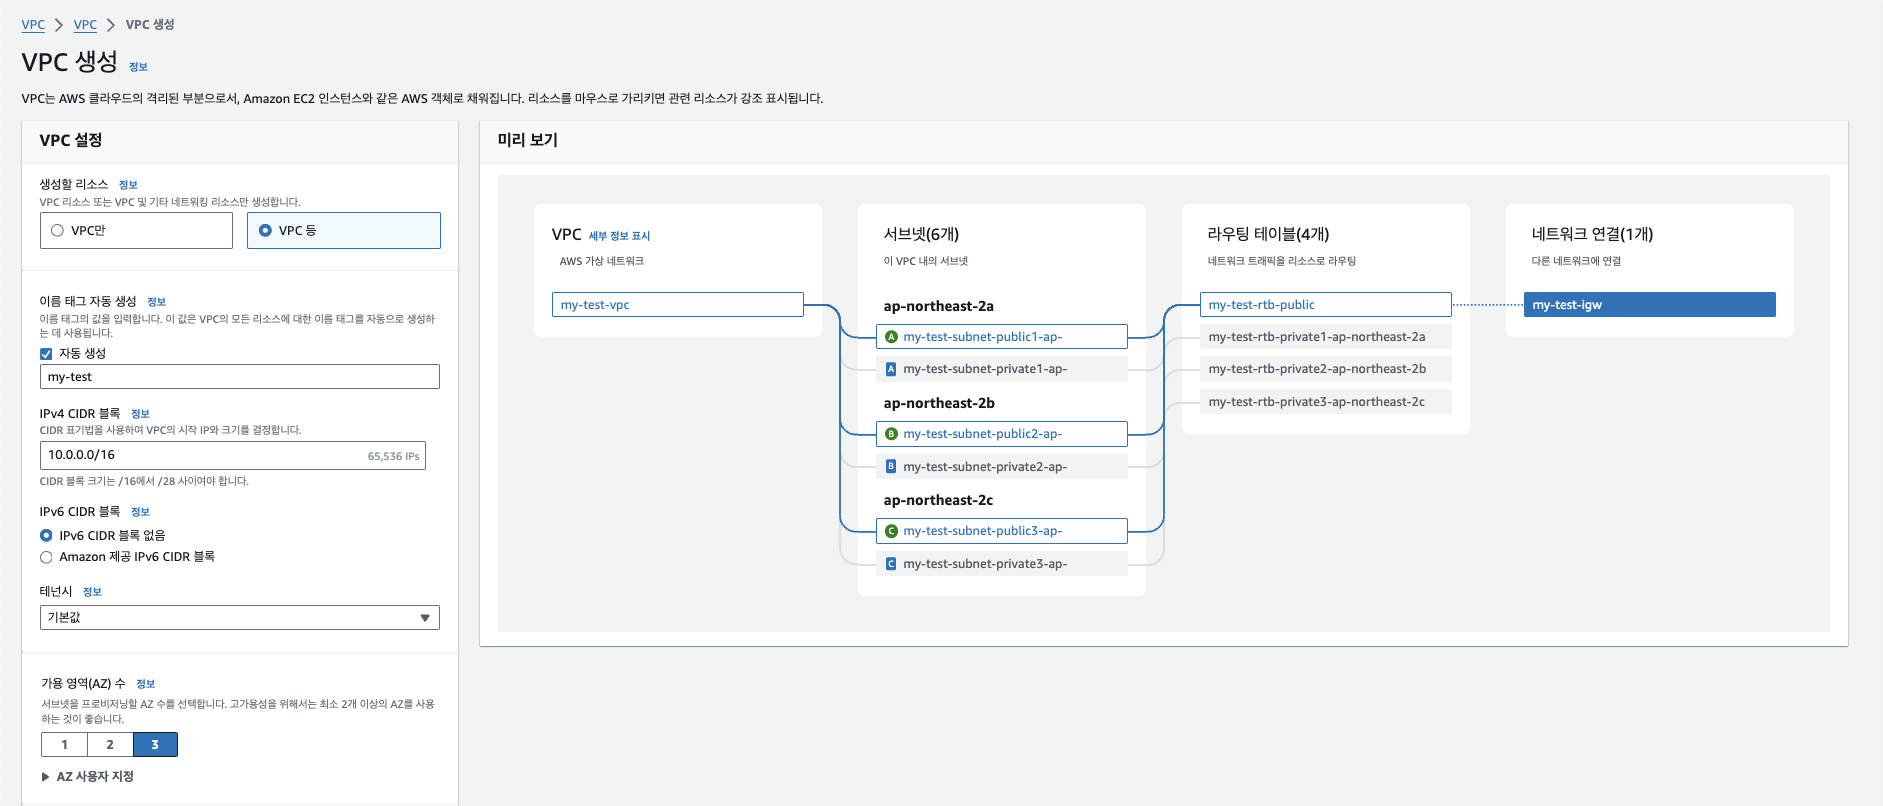 VPC > VPC > VPC 생성
VPC 생성 정보
VPC는 AWS 클라우드의 격리된 부분으로서, Amazon EC2 인스턴스와 같은 AWS 객체로 채워집니다. 리소스를 마우스로 가리키면 관련 리소스가 강조 표시됩니다.
VPC 설정
생성할 리소스 정보
VPC 리소스 또는 VPC 및 기타 네트워킹 리소스만 생성합니다.
VPC만
VPC 등
이름 태그 자동 생성 정보
이름 태그의 값을 입력합니다. 이 값은 VPC의 모든 리소스에 대한 이름 태그를 자동으로 생성하
는 데 사용됩니다.
자동 생성
my-test
IPv4 CIDR 블록 정보
CIDR 표기법을 사용하여 VPC의 시작 IP와 크기를 결정합니다.
10.0.0.0/16 65,536 IPs
CIDR 블록 크기는 /16에서 /28 사이여야 합니다.
IPv6 CIDR 블록 정보
IPv6 CIDR 블록 없음
Amazon 제공 IPv6 CIDR 블록
테넌시 정보
기본값
가용 영역(AZ) 수 정보
서브넷을 프로비저닝할 AZ 수를 선택합니다. 고가용성을 위해서는 최소 2개 이상의 AZ를 사용
하는 것이 좋습니다.
1 2 3
AZ 사용자 지정
미리 보기
VPC 세부 정보 표시
AWS 가상 네트워크
my-test-vpc
서브넷(6개)
이 VPC 내의 서브넷
ap-northeast-2a
A my-test-subnet-public1-ap-
A my-test-subnet-private1-ap-
ap-northeast-2b
B my-test-subnet-public2-ap-
B my-test-subnet-private2-ap-
ap-northeast-2c
C my-test-subnet-public3-ap-
C my-test-subnet-private3-ap-
라우팅 테이블(4개)
네트워크 트래픽을 리소스로 라우팅
my-test-rtb-public
my-test-rtb-private1-ap-northeast-2a
my-test-rtb-private2-ap-northeast-2b
my-test-rtb-private3-ap-northeast-2c
네트워크 연결(1개)
다른 네트워크에 연결
my-test-igw